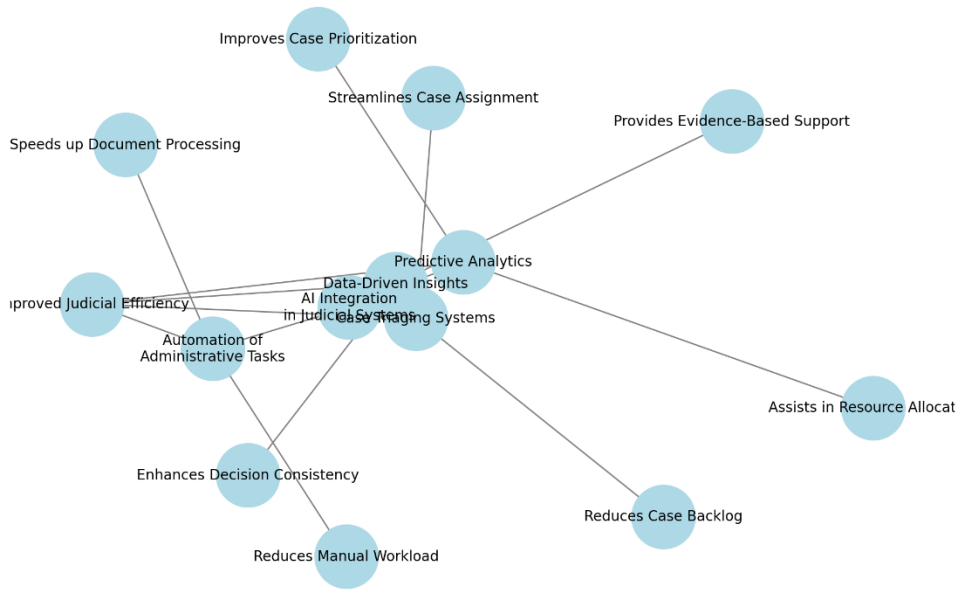 Improves Case Prioritization
Streamlines Case Assignment
Provides Evidence-Based Support
Speeds up Document Processing
Predictive Analytics
Data-Driven Insights
AI Integration
in Judicial Systems
Case Triaging Systems
Judicial Efficiency
Automation of
Administrative Tasks
Assists in Resource
Enhances Decision Consistency
Reduces Case Backlog
Reduces Manual Workload